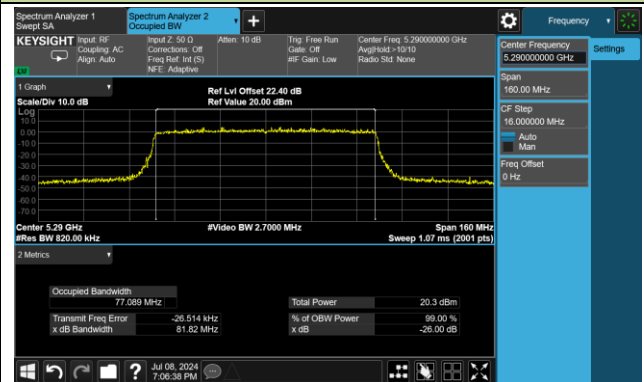 Spectrum Analyzer 1
Swept SA
Spectrum Analyzer 2
Occupied BW
Frequency
KEYSIGHT
Input: RF
Coupling: AC
Align: Auto
Input Z: 50 Ω
Corrections: Off
Freq Ref: Int (S)
NFE: Adaptive
Atten: 10 dB
Trig: Free Run
Gate: Off
#IF Gain: Low
Center Freq: 5.290000000 GHz
Avg|Hold:>10/10
Radio Std: None
Center Frequency
5.290000000 GHz
Settings
Span
160.00 MHz
CF Step
16.000000 MHz
Auto
Man
Freq Offset
0 Hz
1 Graph
Scale/Div 10.0 dB
Ref Lvl Offset 22.40 dB
Ref Value 20.00 dBm
Log
10.0
0.00
-10.0
-20.0
-30.0
-40.0
-50.0
-60.0
-70.0
Center 5.29 GHz
#Res BW 820.00 kHz
#Video BW 2.7000 MHz
Span 160 MHz
Sweep 1.07 ms (2001 pts)
2 Metrics
Occupied Bandwidth
77.089 MHz
Total Power
20.3 dBm
Transmit Freq Error
-26.514 kHz
% of OBW Power
99.00 %
x dB Bandwidth
81.82 MHz
x dB
-26.00 dB
?
Jul 08, 2024
7:06:38 PM